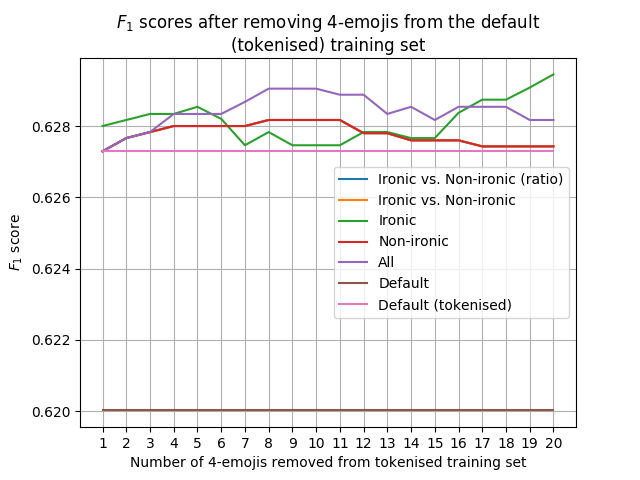 F1 scores after removing 4-emojis from the default
(tokenised) training set
F1 score
0.628
0.626
0.624
0.622
0.620
Ironic vs. Non-ironic (ratio)
Ironic vs. Non-ironic
Ironic
Non-ironic
All
Default
Default (tokenised)
1 2 3 4 5 6 7 8 9 10 11 12 13 14 15 16 17 18 19 20
Number of 4-emojis removed from tokenised training set